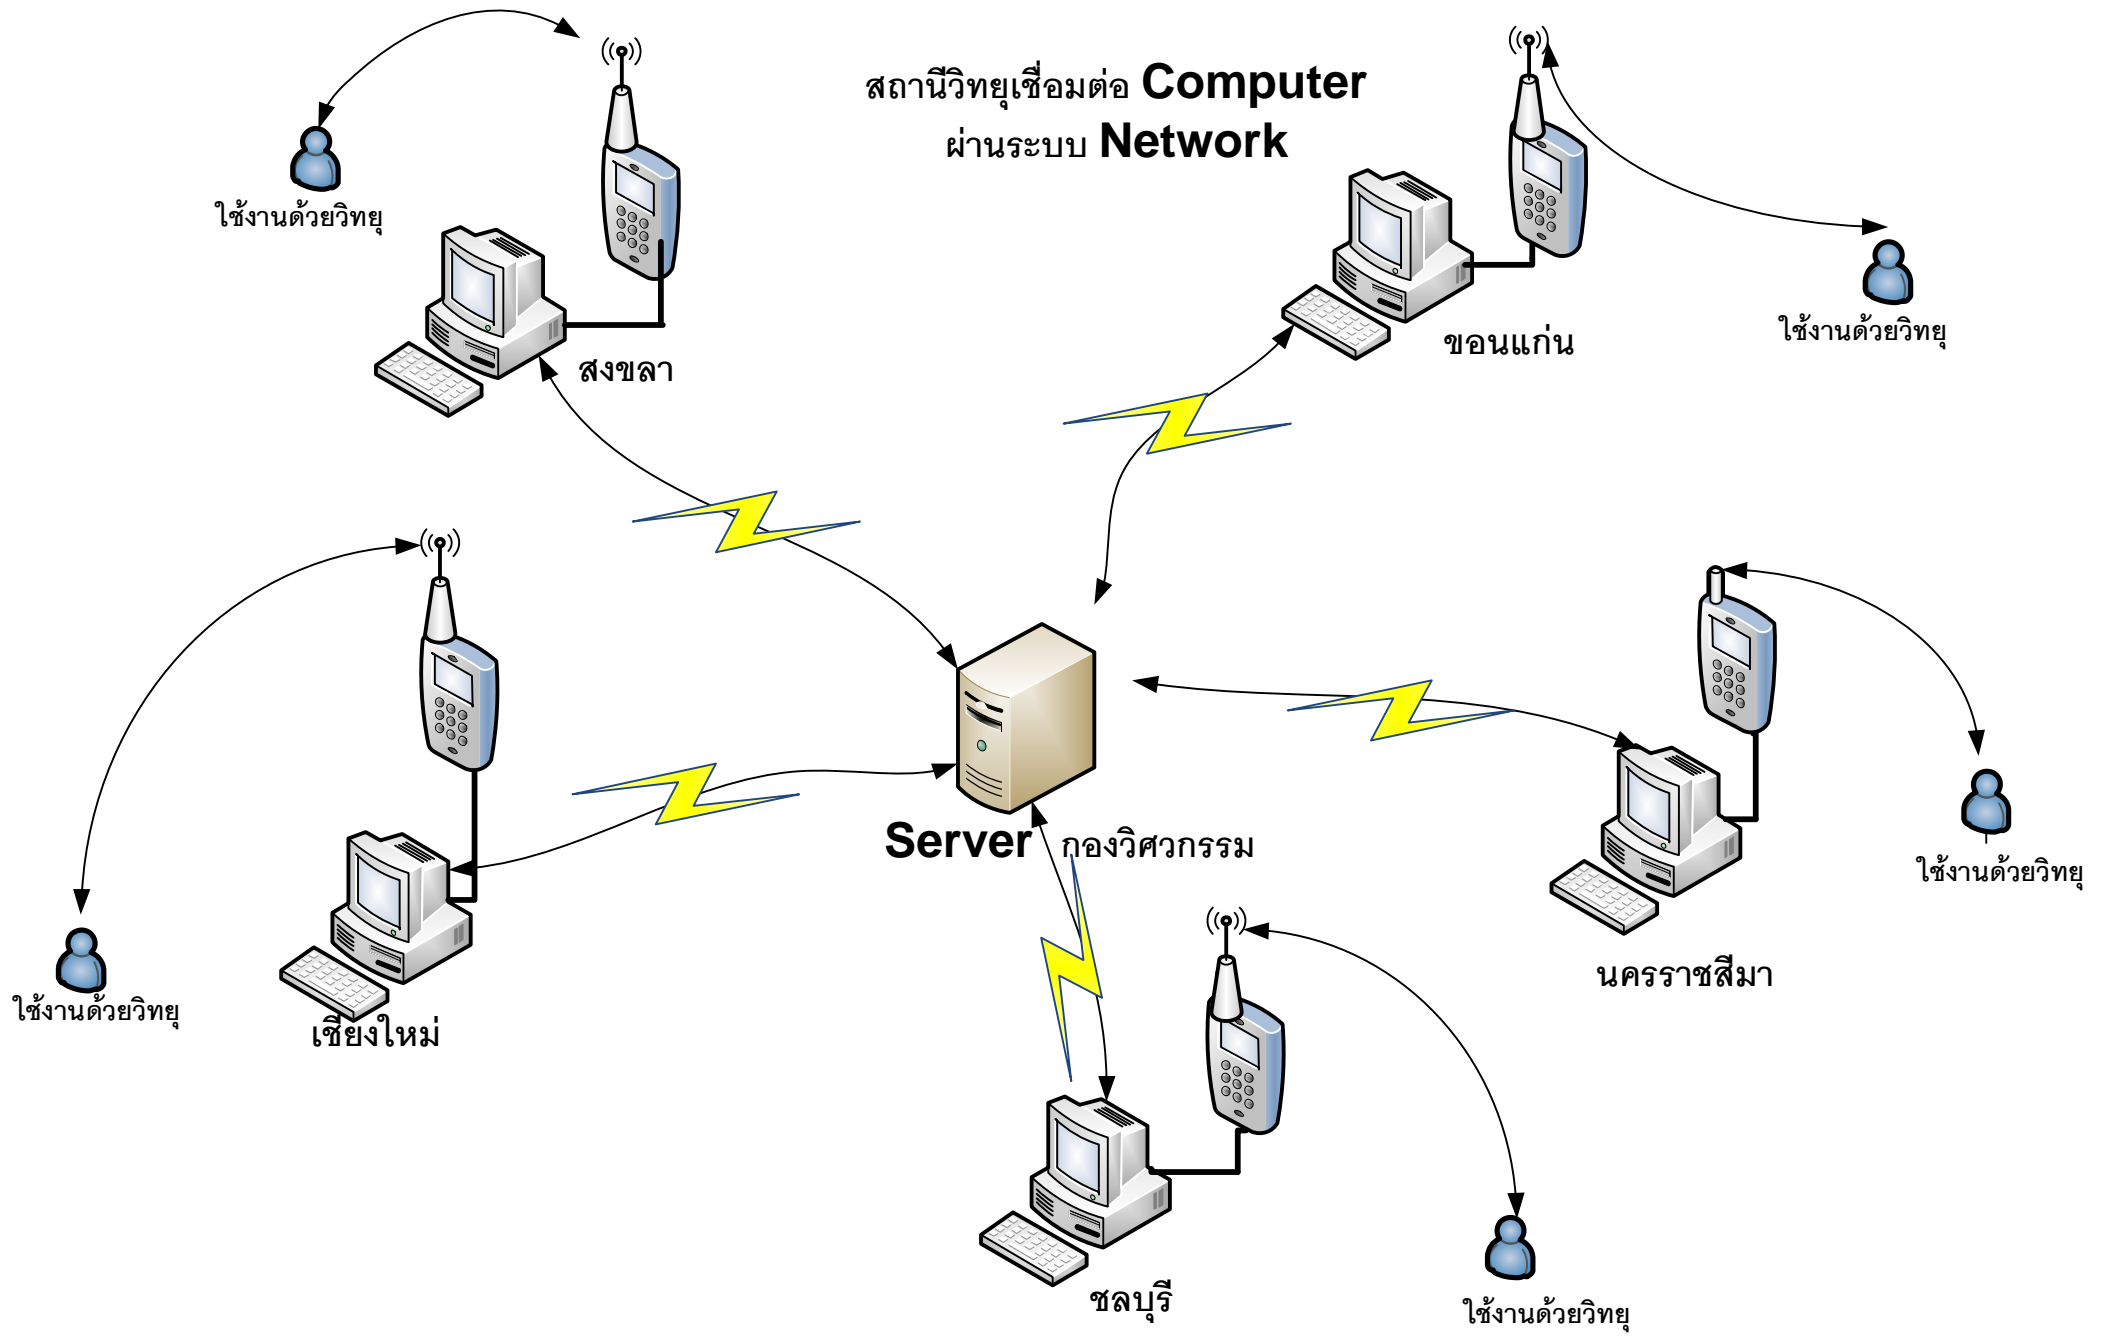 สถานีวิทยุเชื่อมต่อ Computer
ผ่านระบบ Network
ใช้งานด้วยวิทยุ
สงขลา
ขอนแก่น
ใช้งานด้วยวิทยุ
Server กองวิศวกรรม
ใช้งานด้วยวิทยุ
นครราชสีมา
ใช้งานด้วยวิทยุ
เชียงใหม่
ชลบุรี
ใช้งานด้วยวิทยุ